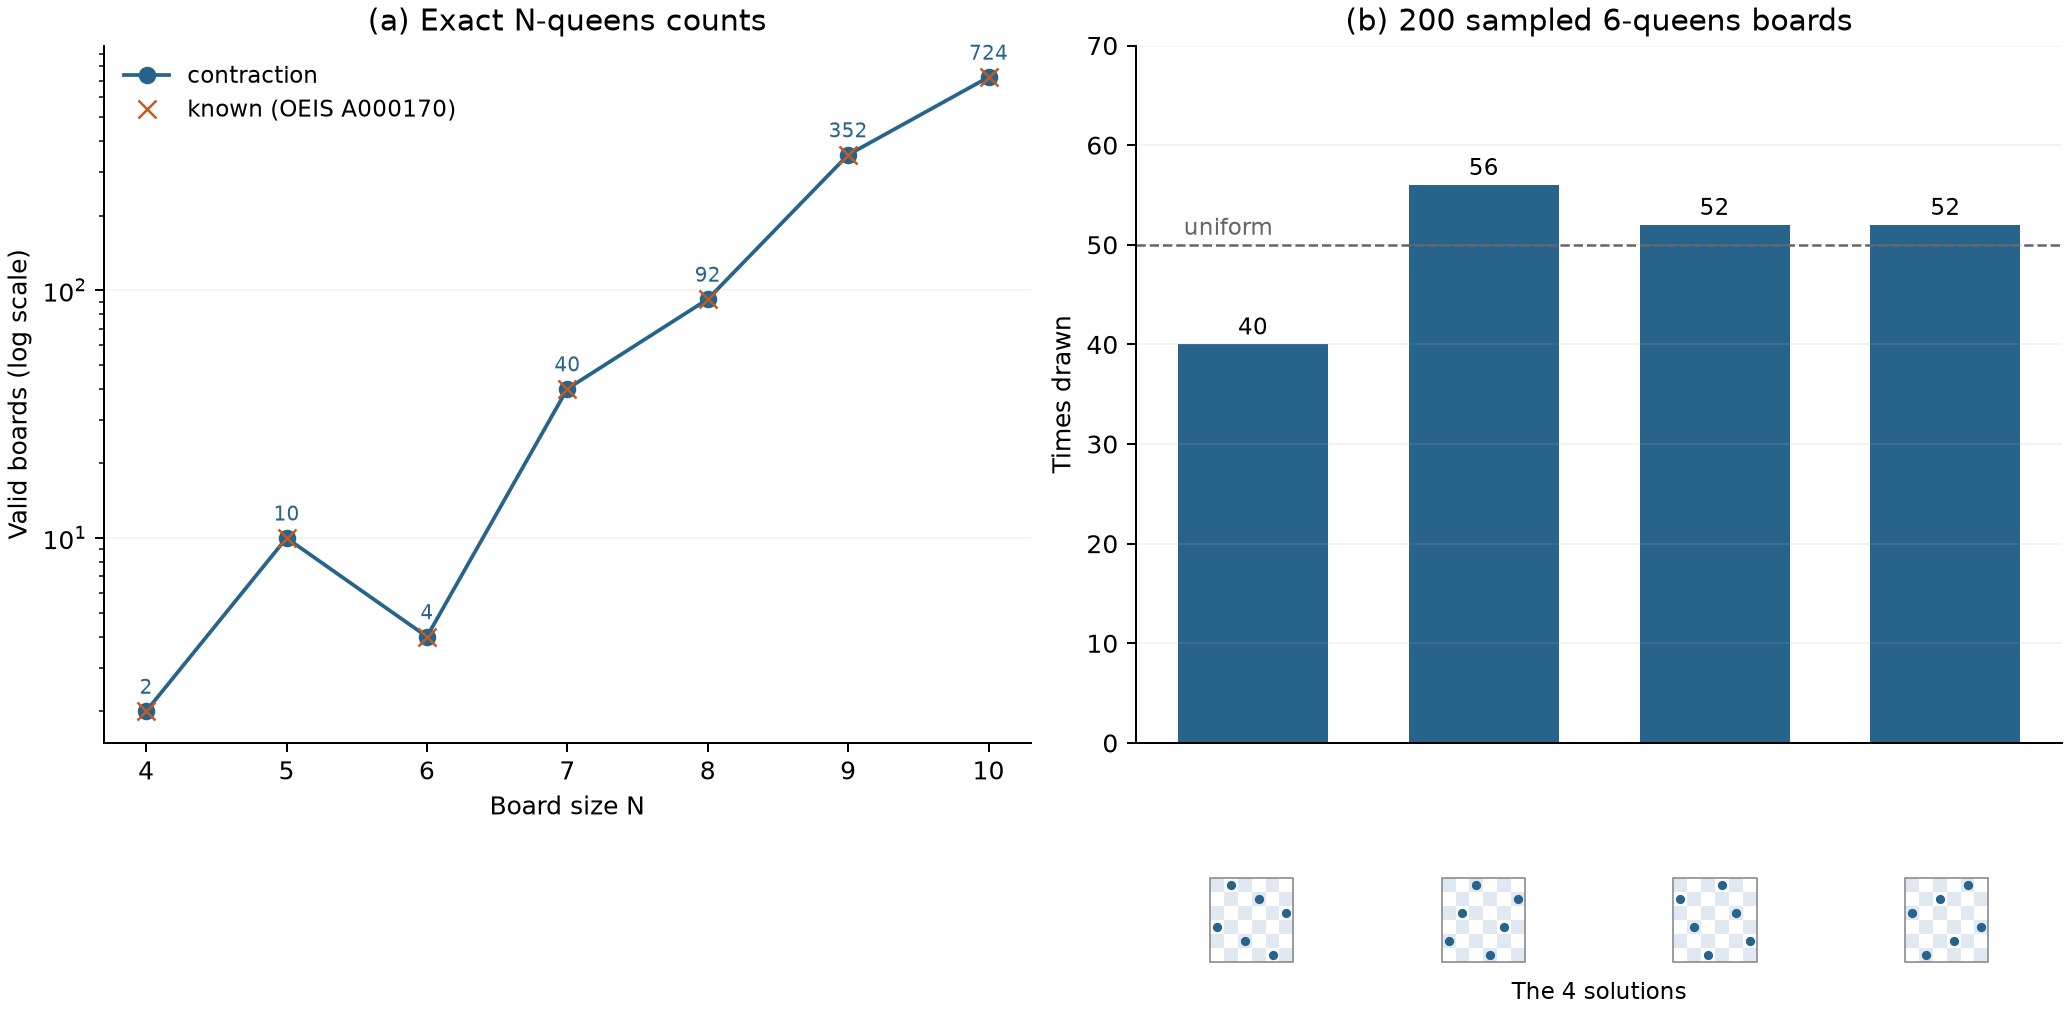 (a) Exact N-queens counts
contraction
known (OEIS A000170)
Valid boards (log scale)
10²
10¹
2
10
4
40
92
352
724
4 5 6 7 8 9 10
Board size N
(b) 200 sampled 6-queens boards
Times drawn
70
60
50
40
30
20
10
0
uniform
40
56
52
52
The 4 solutions